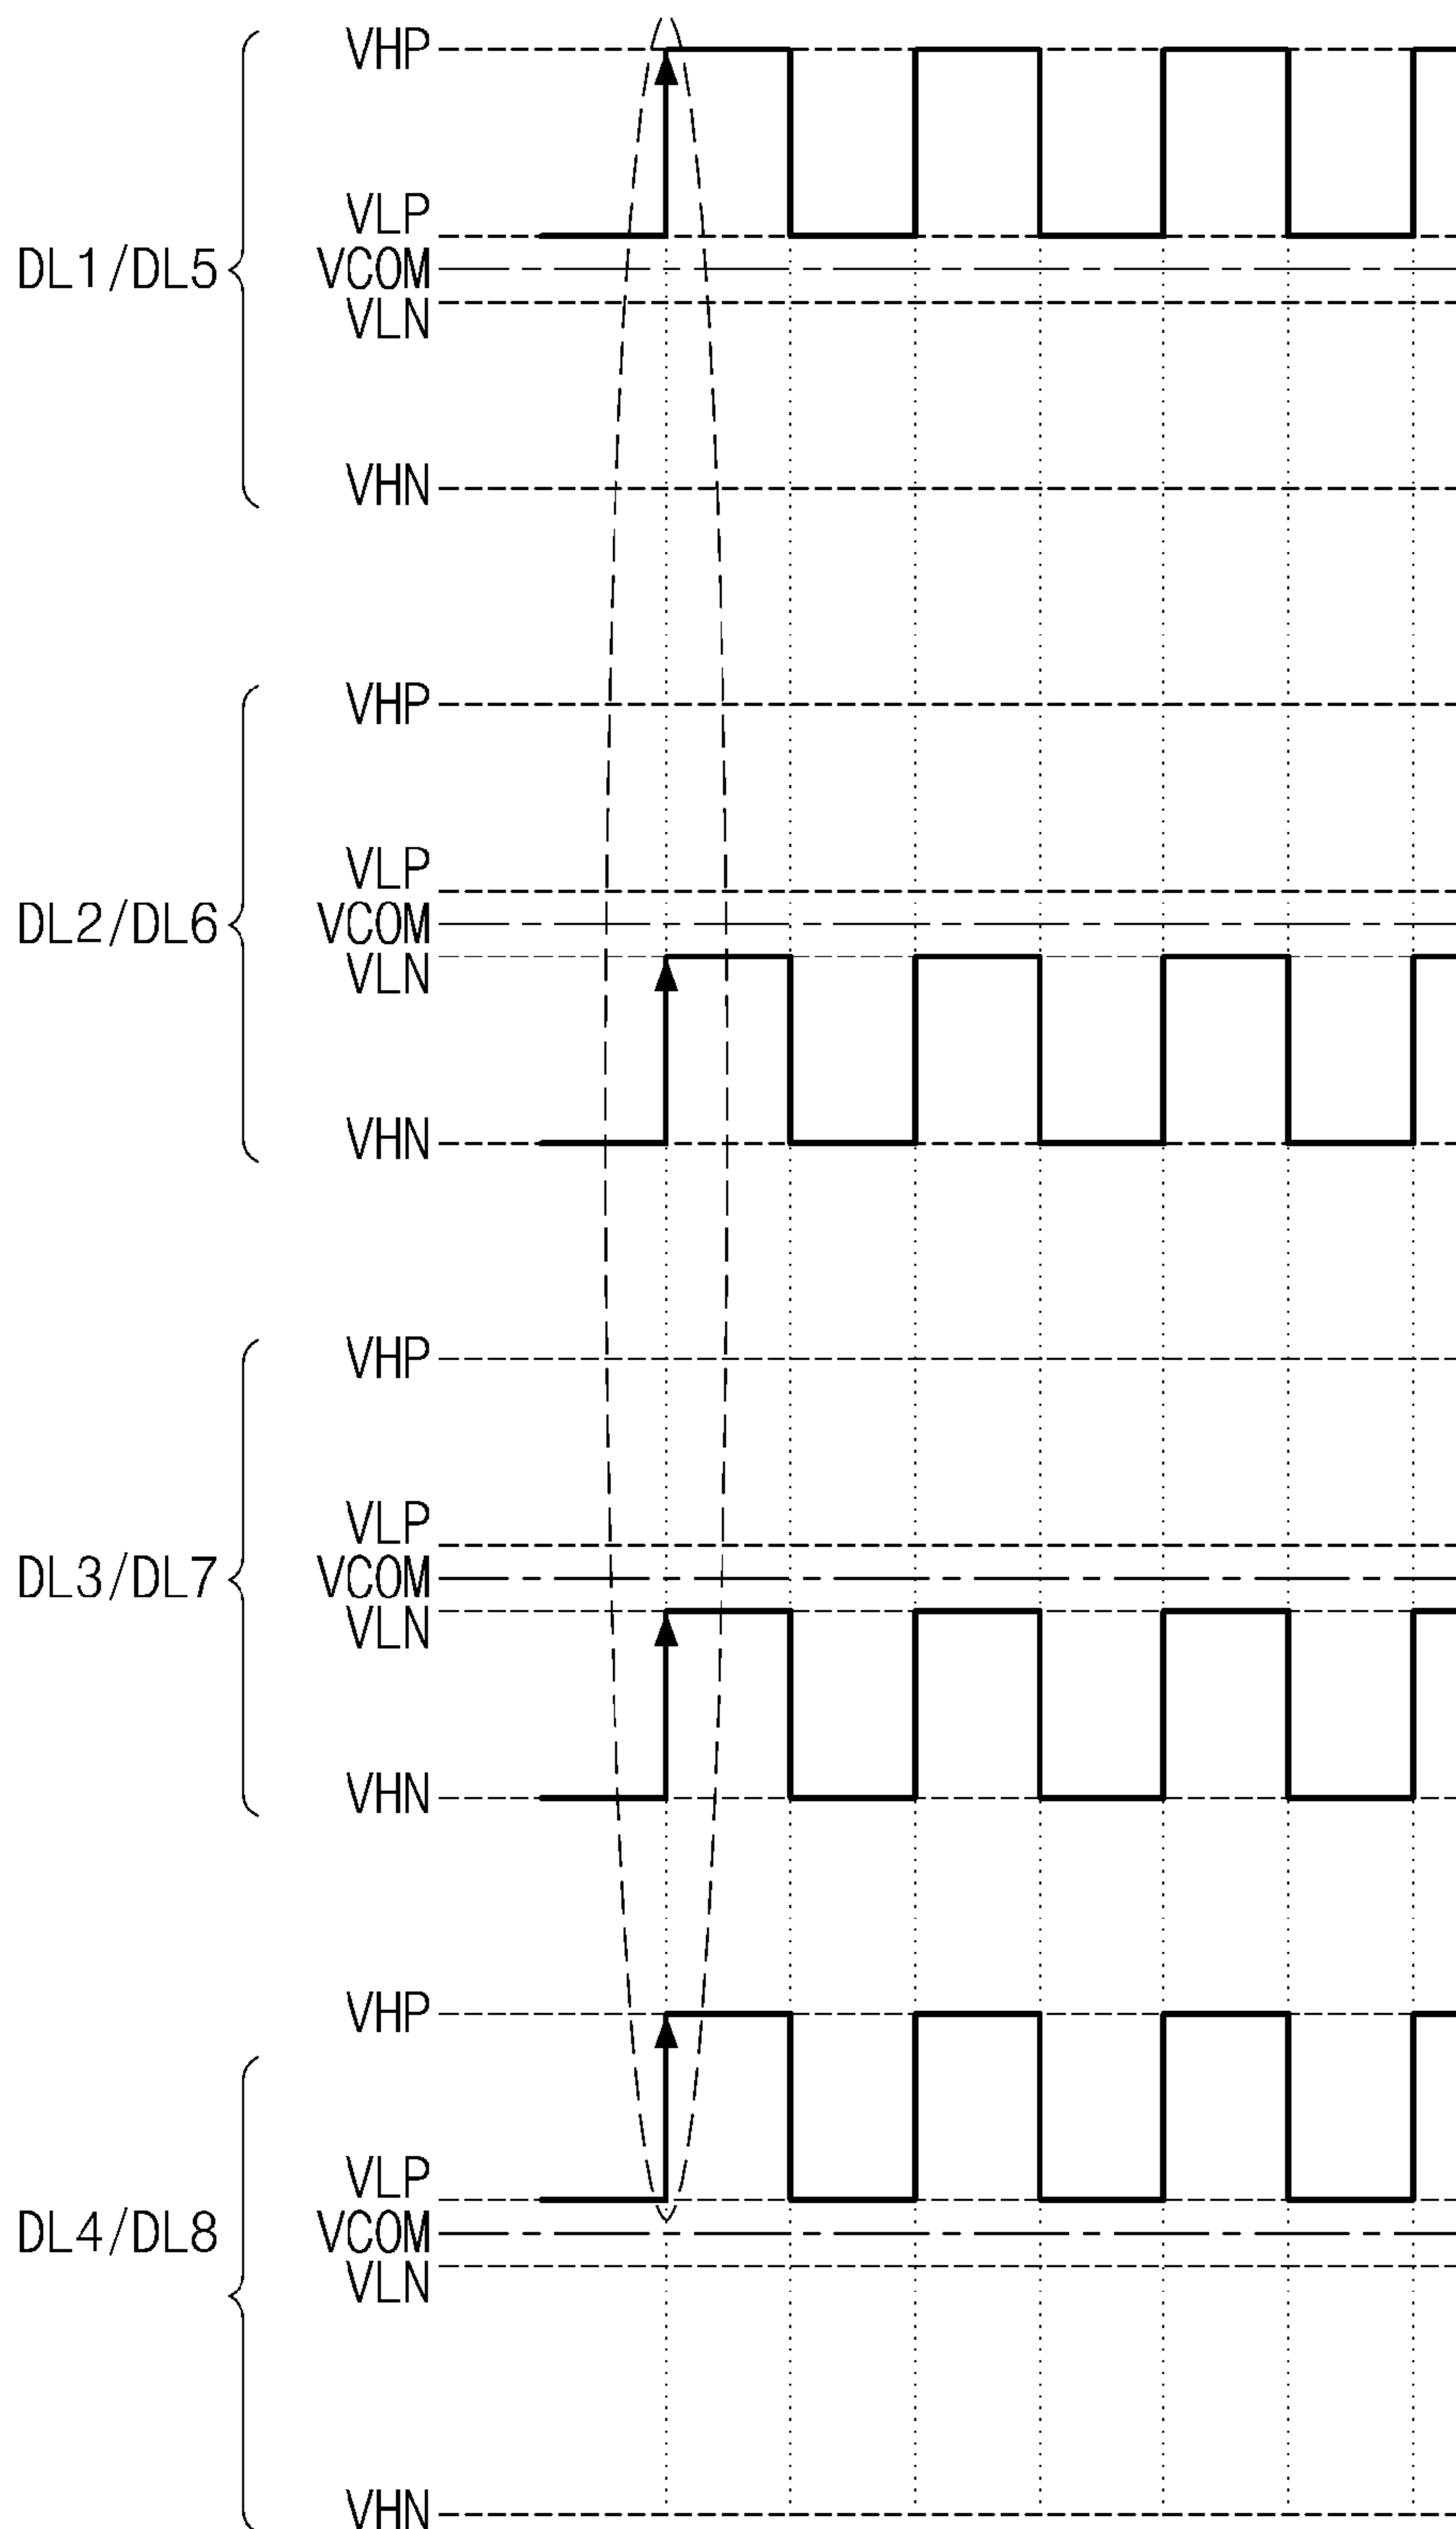 VHP
VLP
DL1/DL5
VCOM
VLN
VHN
VHP
VLP
DL2/DL6
VCOM
VLN
VHN
VHP
VLP
DL3/DL7
VCOM
VLN
VHN
VHP
VLP
DL4/DL8
VCOM
VLN
VHN